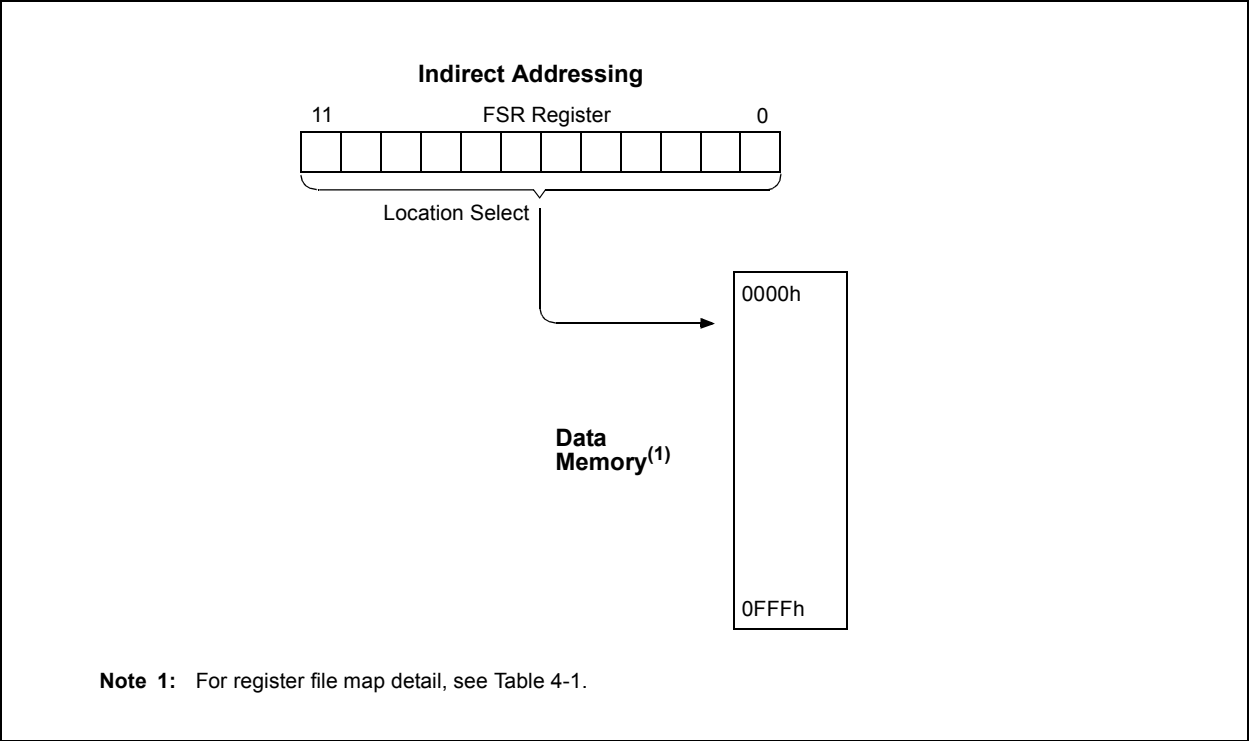 Indirect Addressing
11 FSR Register 0
Location Select
0000h
Data
Memory(1)
0FFFh
Note 1: For register file map detail, see Table 4-1.